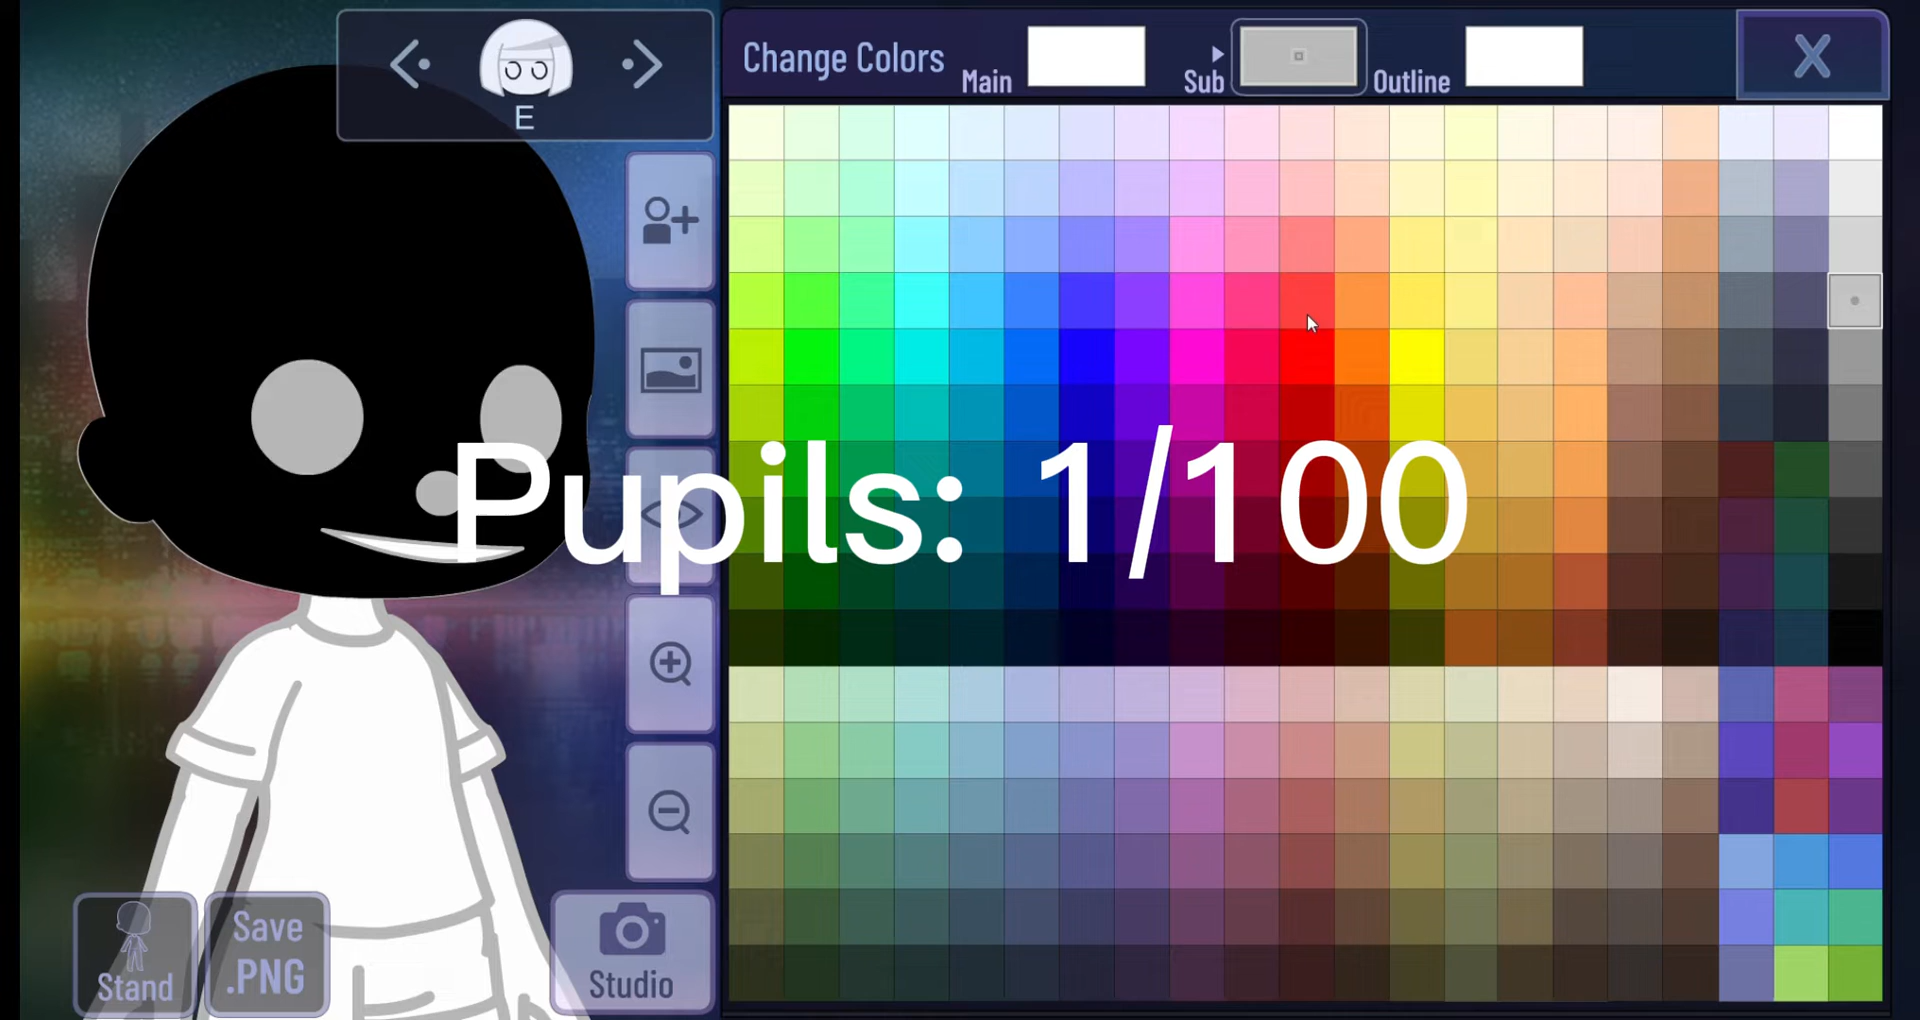 E
Change Colors
Main
Sub
Outline
X
Pupils: 1/100
Stand
Save
.PNG
Studio